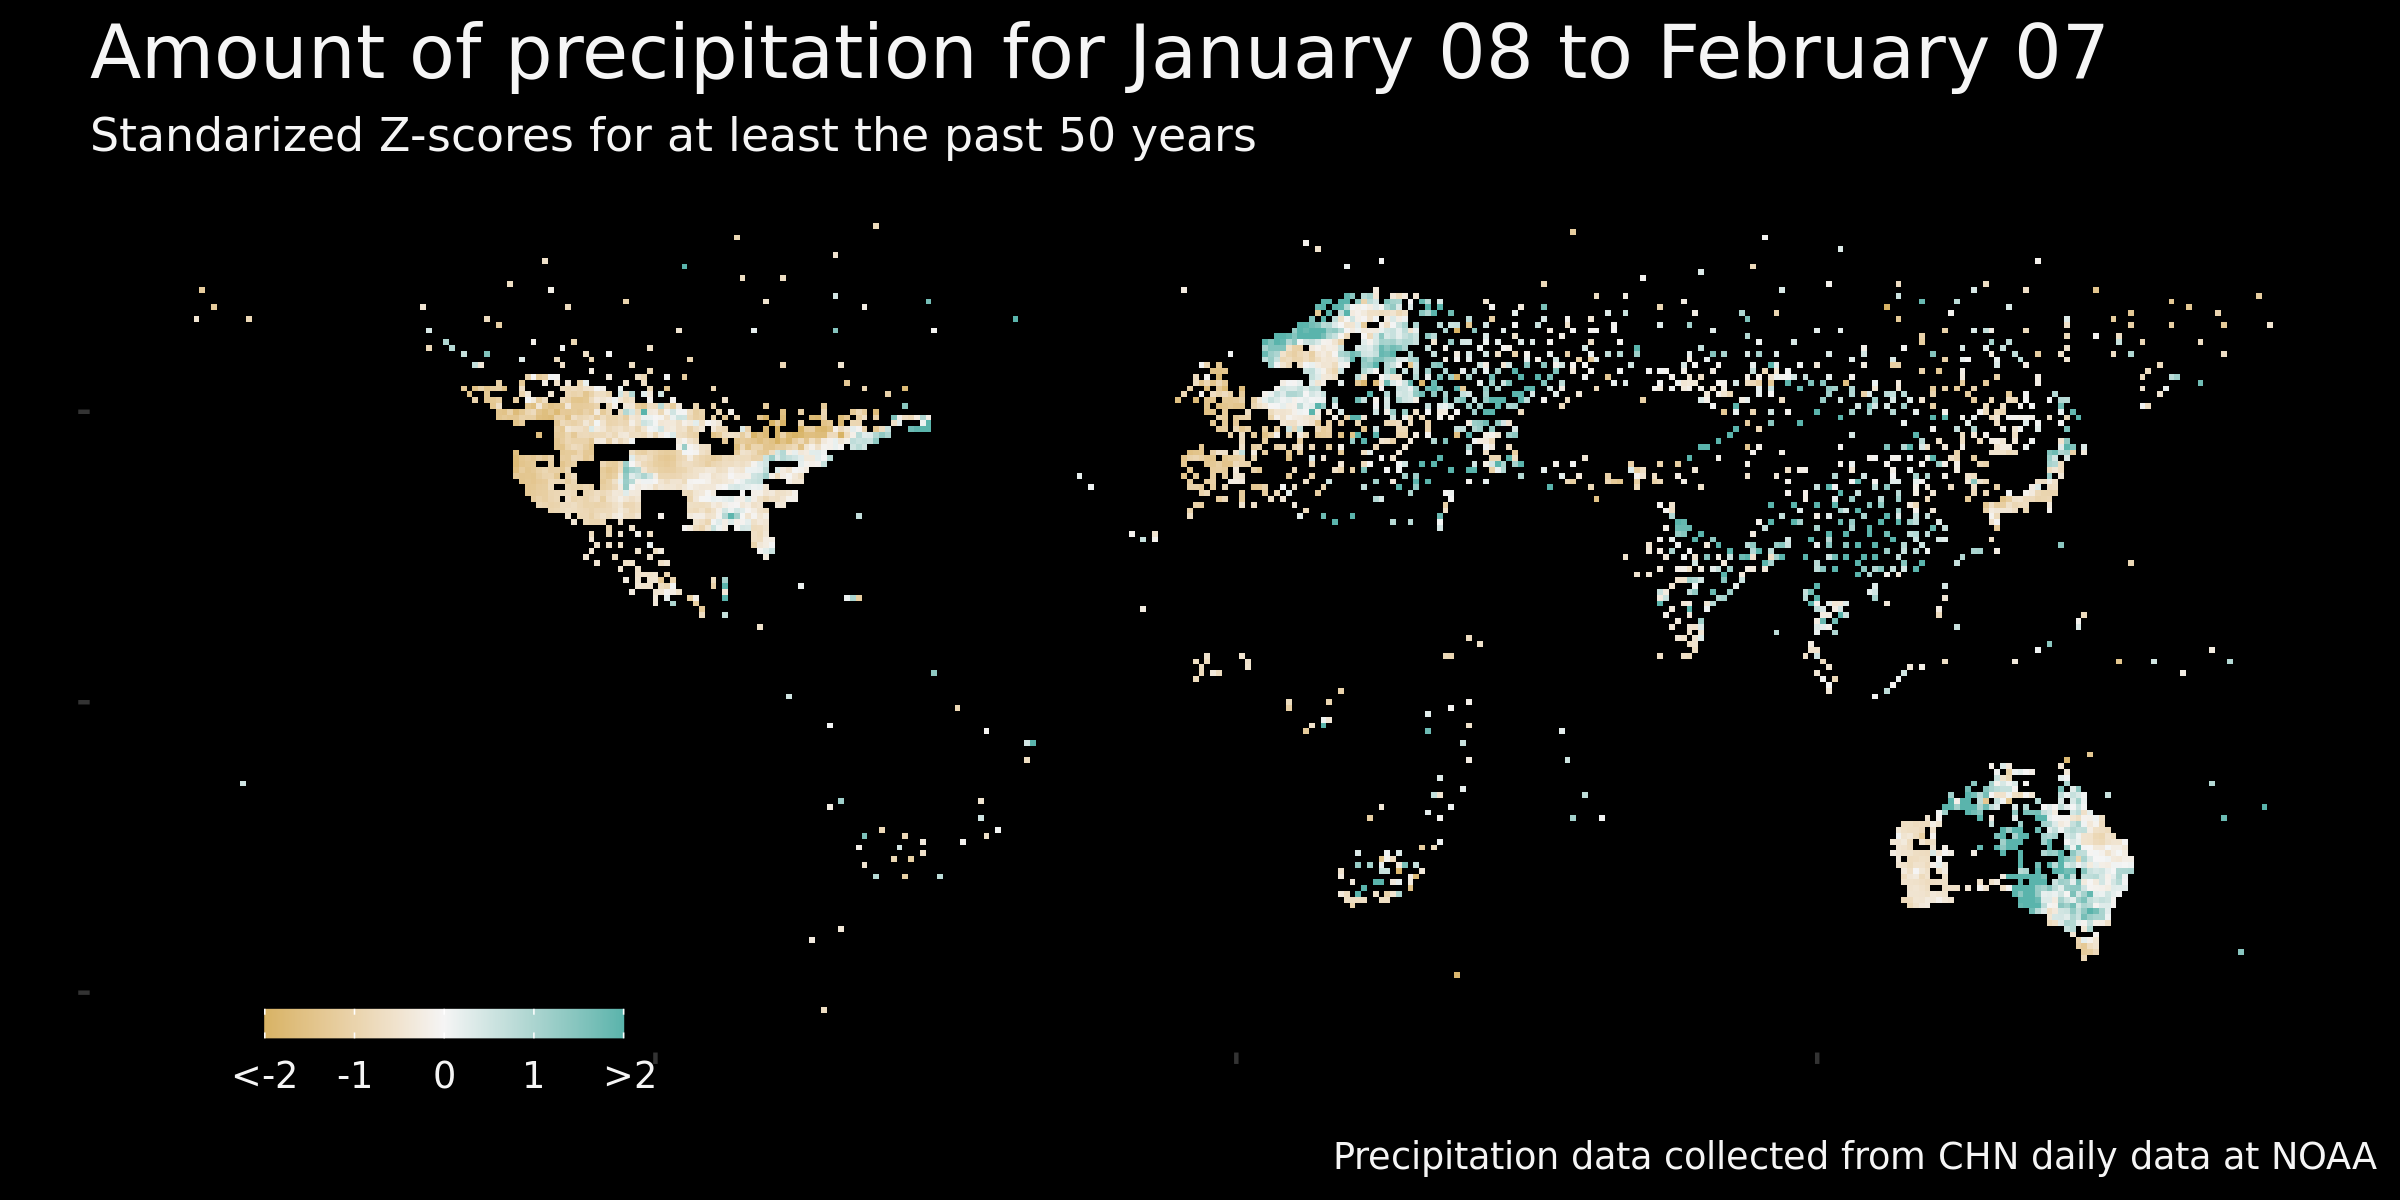 Amount of precipitation for January 08 to February 07
Standarized Z-scores for at least the past 50 years
<-2 -1 0 1 >2
Precipitation data collected from CHN daily data at NOAA